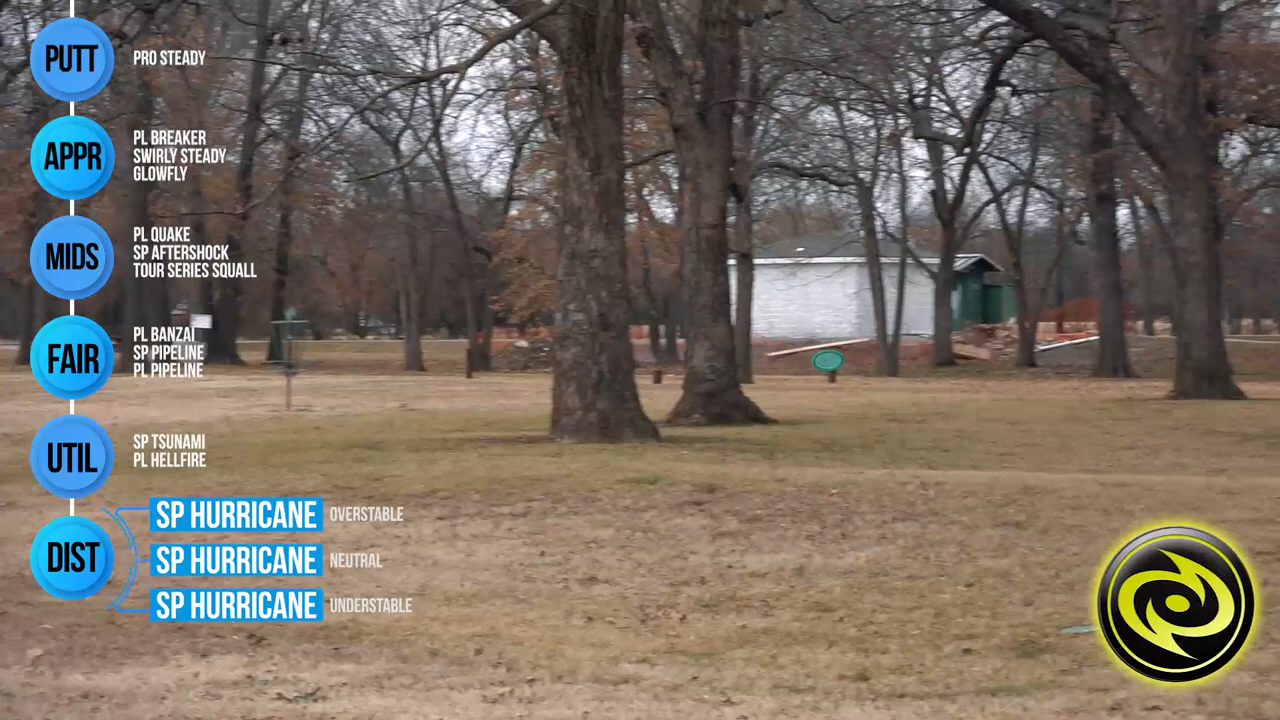 PUTT
PRO STEADY
APPR
PL BREAKER
SWIRLY STEADY
GLOWFLY
MIDS
PL QUAKE
SP AFTERSHOCK
TOUR SERIES SQUALL
FAIR
PL BANZAI
SP PIPELINE
PL PIPELINE
UTIL
SP TSUNAMI
PL HELLFIRE
DIST
SP HURRICANE OVERSTABLE
SP HURRICANE NEUTRAL
SP HURRICANE UNDERSTABLE